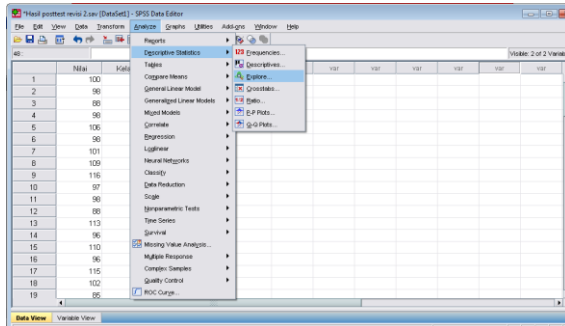 *Hasil posttest revisi 2.sav [DataSet1] - SPSS Data Editor
File Edit View Data Transform Analyze Graphs Utilities Add-ons Window Help
48 :
Visible: 2 of 2 Variab
Nilai Kela var var var var var var
1 100
2 98
3 88
4 98
5 106
6 98
7 101
8 109
9 116
10 97
11 98
12 88
13 113
14 96
15 110
16 96
17 115
18 102
19 85
Reports
Descriptive Statistics
Tables
Compare Means
General Linear Model
Generalized Linear Models
Mixed Models
Correlate
Regression
Loglinear
Neural Networks
Classify
Data Reduction
Scale
Nonparametric Tests
Time Series
Survival
Missing Value Analysis...
Multiple Response
Complex Samples
Quality Control
ROC Curve...
123 Frequencies...
Descriptives...
Explore...
Crosstabs...
Ratio...
P-P Plots...
Q-Q Plots...
Data View Variable View